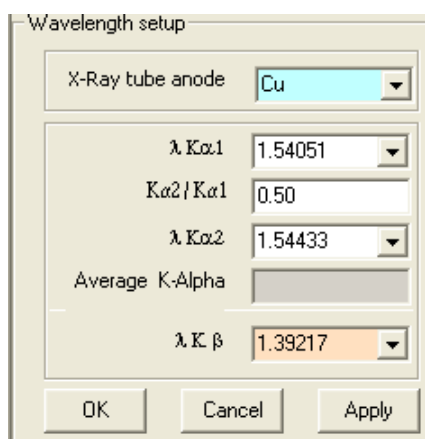 Wavelength setup
X-Ray tube anode Cu
λ Kα1 1.54051
Kα2/Kα1 0.50
λ Kα2 1.54433
Average K-Alpha
λ K β 1.39217
OK Cancel Apply